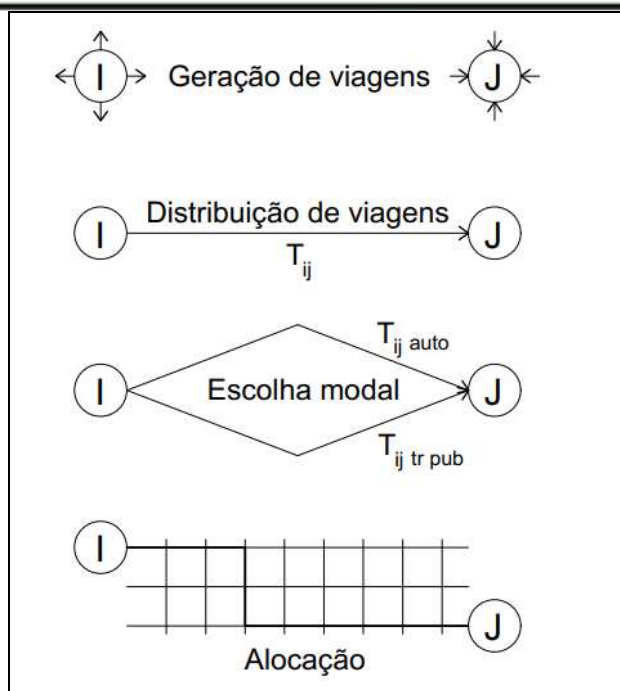 I Geração de viagens J
I Distribuição de viagens J
T_ij
T_ij auto
I Escolha modal J
T_ij tr pub
I
J
Alocação